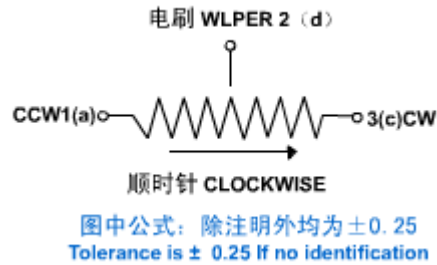 电刷 WLPER 2（d）
CCW1(a) 3(c)CW
顺时针 CLOCKWISE
图中公式：除注明外均为±0.25
Tolerance is ± 0.25 If no identification